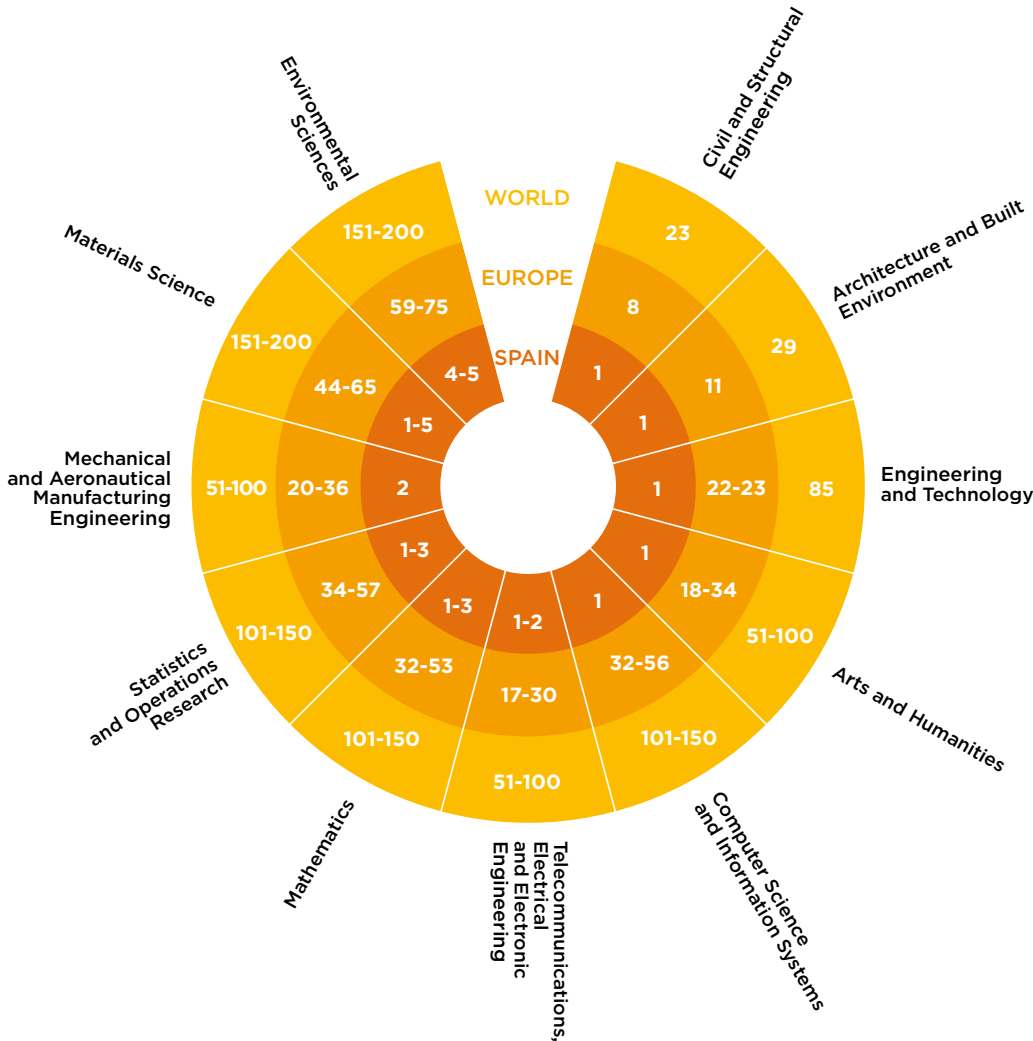 WORLD
EUROPE
SPAIN
Civil and Structural
Engineering
23
8
1
Architecture and Built
Environment
29
11
1
Engineering
and Technology
85
22-23
1
Arts and Humanities
51-100
18-34
1
Computer Science
and Information Systems
101-150
32-56
1
Telecommunications,
Electrical
and Electronic
Engineering
51-100
17-30
1-2
Mathematics
101-150
32-53
1-3
Statistics
and Operations
Research
101-150
34-57
1-3
Mechanical
and Aeronautical
Manufacturing
Engineering
51-100
20-36
2
Materials Science
151-200
44-65
1-5
Environmental
Sciences
151-200
59-75
4-5